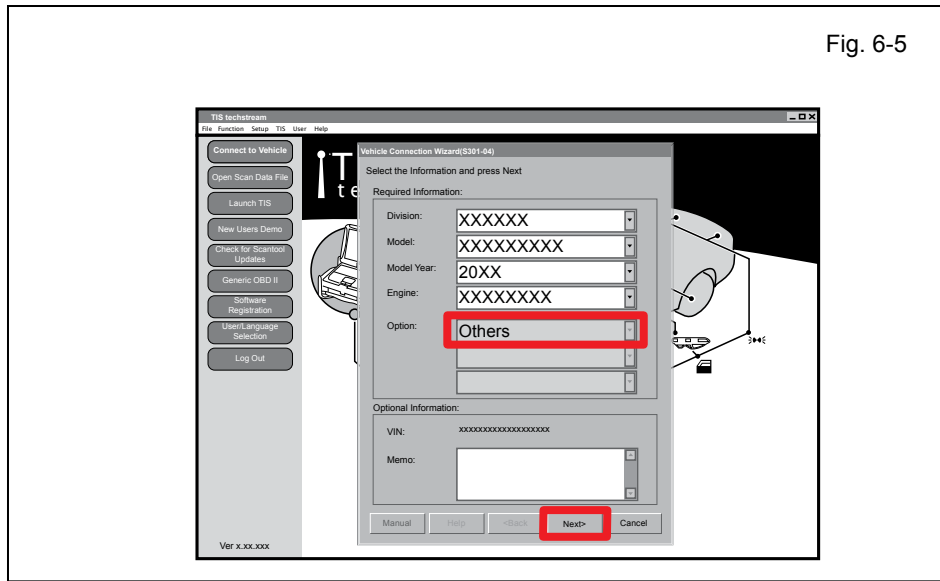 Fig. 6-5
TIS techstream
File Function Setup TIS User Help
Connect to Vehicle
Open Scan Data File
Launch TIS
New Users Demo
Check for Scantool
Updates
Generic OBD II
Software
Registration
User/Language
Selection
Log Out
Ver x.xx.xxx
T
te
Vehicle Connection Wizard(S301-04)
Select the Information and press Next
Required Information:
Division: XXXXXX
Model: XXXXXXXXX
Model Year: 20XX
Engine: XXXXXXXX
Option: Others
Optional Information:
VIN: xxxxxxxxxxxxxxxxxxx
Memo:
Manual Help <Back Next> Cancel